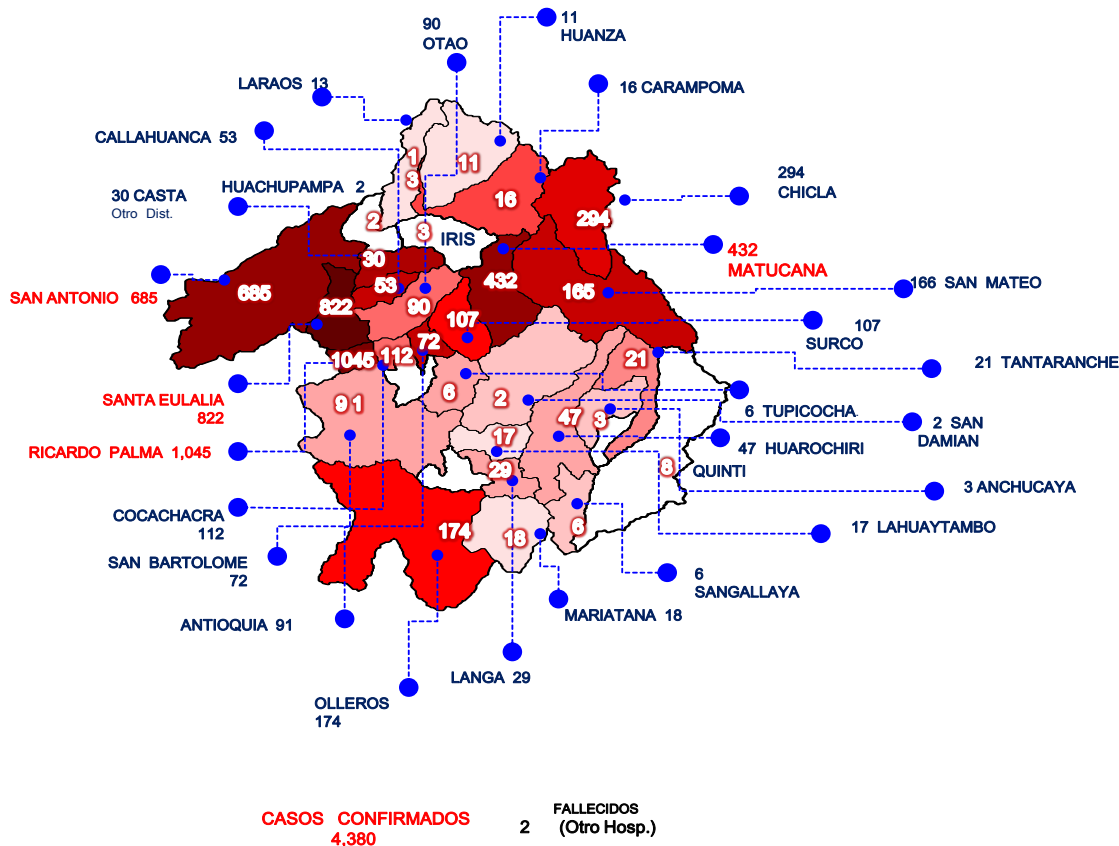 90
OTAO
11
HUANZA
LARAOS 13
16 CARAMPOMA
CALLAHUANCA 53
30 CASTA
Otro Dist.
HUACHUPAMPA 2
294
CHICLA
432
MATUCANA
SAN ANTONIO 685
166 SAN MATEO
107
SURCO
21 TANTARANCHE
SANTA EULALIA
822
6 TUPICOCHA
2 SAN
DAMIAN
RICARDO PALMA 1,045
47 HUAROCHIRI
QUINTI
3 ANCHUCAYA
COCACHACRA
112
17 LAHUAYTAMBO
SAN BARTOLOME
72
6
SANGALLAYA
ANTIOQUIA 91
MARIATANA 18
LANGA 29
OLLEROS
174
1
3
11
16
2
3
IRIS
294
30
685
53
432
165
822
90
107
72
1045
112
21
6
91
2
47
3
17
29
8
174
18
6
CASOS CONFIRMADOS
4,380
FALLECIDOS
2 (Otro Hosp.)